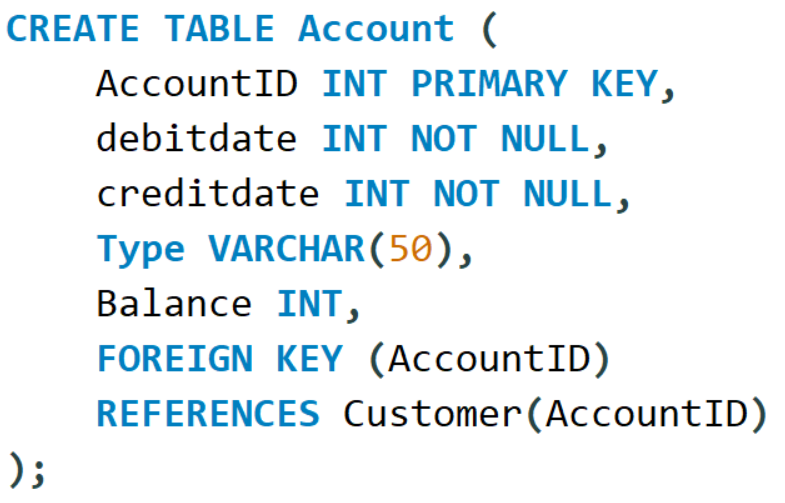 CREATE TABLE Account (
AccountID INT PRIMARY KEY,
debitdate INT NOT NULL,
creditdate INT NOT NULL,
Type VARCHAR(50),
Balance INT,
FOREIGN KEY (AccountID)
REFERENCES Customer(AccountID)
);